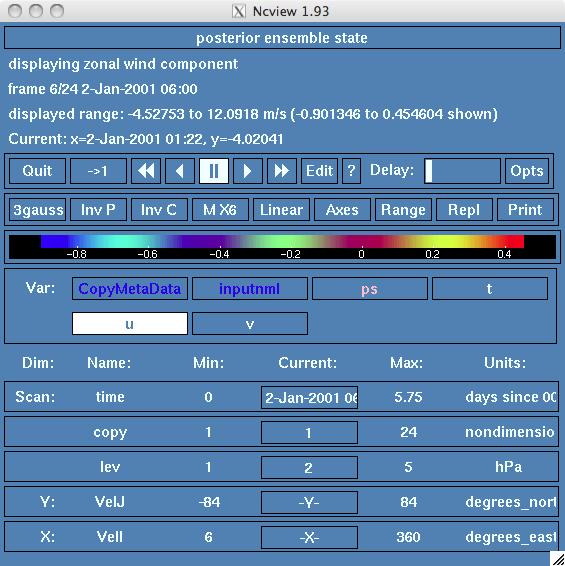 Ncview 1.93
posterior ensemble state
displaying zonal wind component
frame 6/24 2-Jan-2001 06:00
displayed range: -4.52753 to 12.0918 m/s (-0.901346 to 0.454604 shown)
Current: x=2-Jan-2001 01:22, y=-4.02041
Quit ->1 Edit ? Delay: Opts
3gauss Inv P Inv C M X6 Linear Axes Range Repl Print
-0.8 -0.6 -0.4 -0.2 0 0.2 0.4
Var: CopyMetaData inputnml ps t
u v
Dim: Name: Min: Current: Max: Units:
Scan: time 0 2-Jan-2001 06 5.75 days since 00
copy 1 1 24 nondimensio
lev 1 2 5 hPa
Y: VelJ -84 -Y- 84 degrees_nort
X: VelI 6 -X- 360 degrees_east